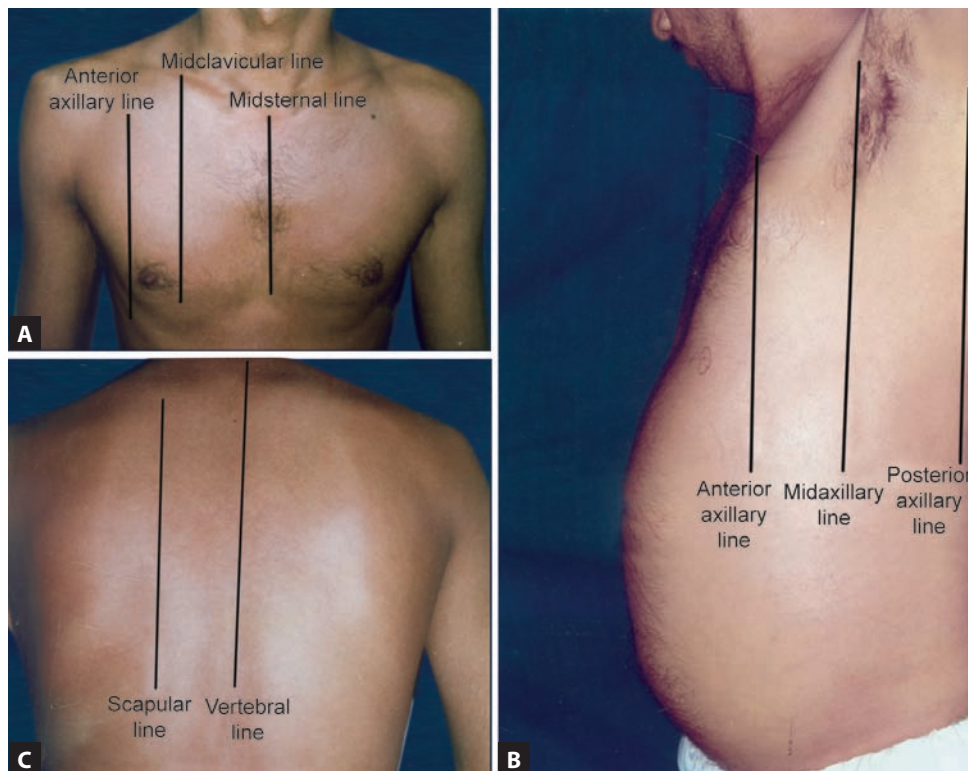 Midclavicular line
Anterior
axillary line
Midsternal line
A
Anterior
axillary
line
Midaxillary
line
Posterior
axillary
line
B
Scapular
line
Vertebral
line
C